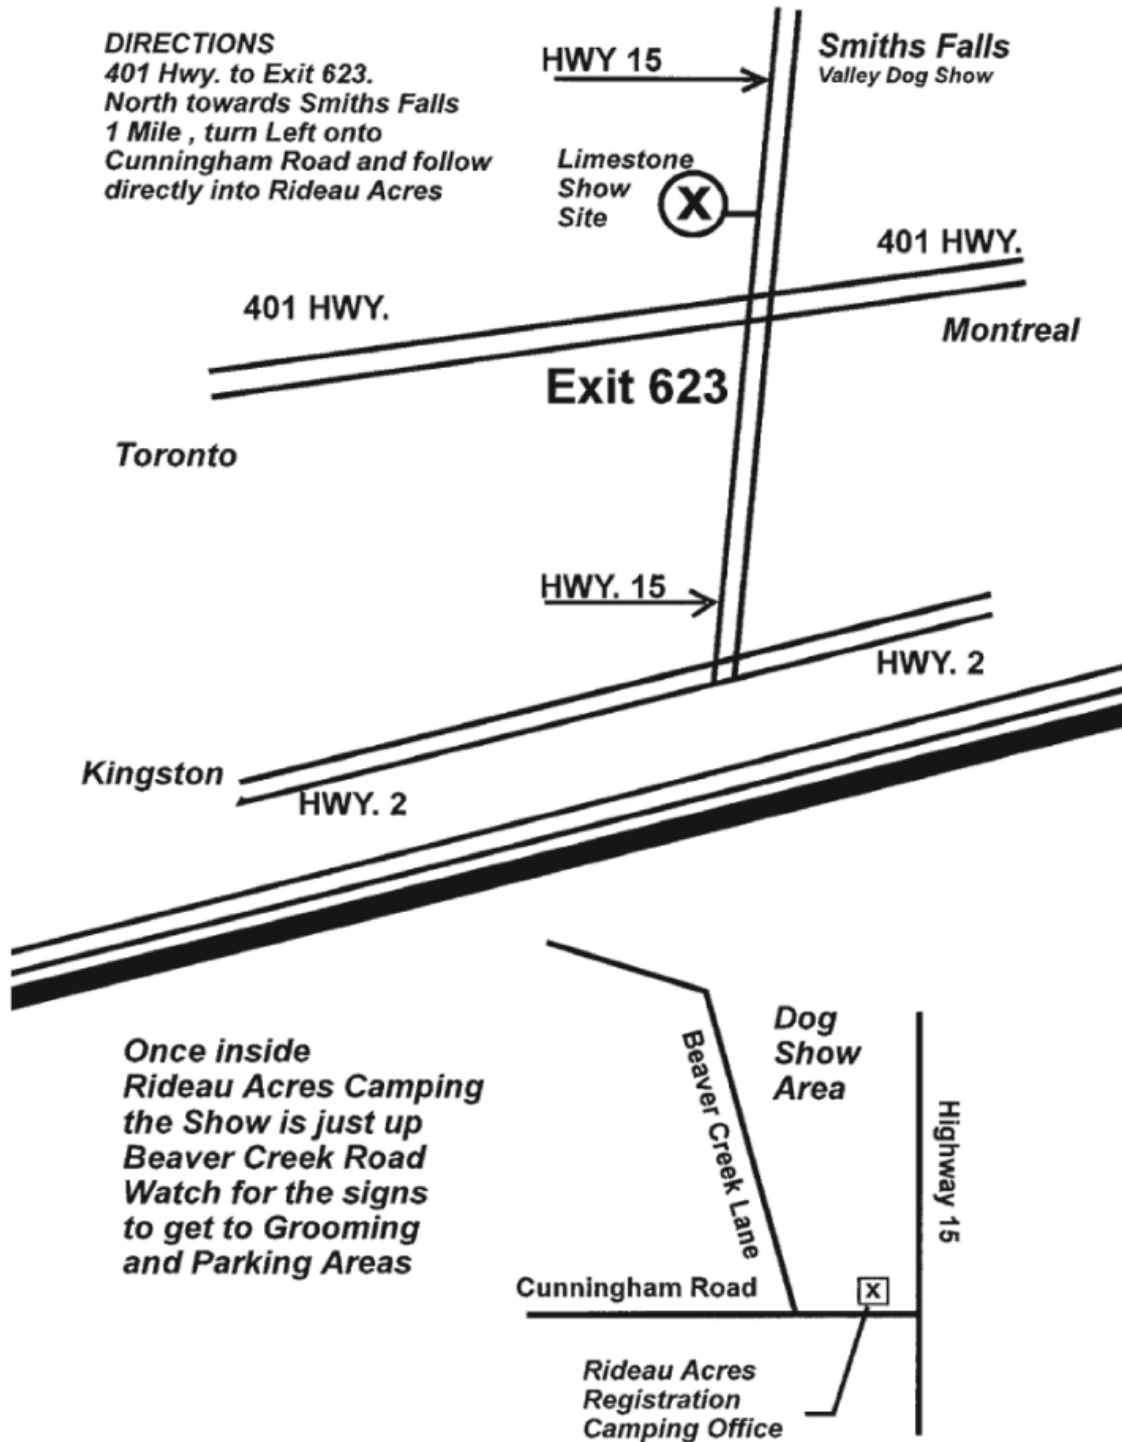 DIRECTIONS
401 Hwy. to Exit 623.
North towards Smiths Falls
1 Mile , turn Left onto
Cunningham Road and follow
directly into Rideau Acres
HWY 15
Smiths Falls
Valley Dog Show
Limestone
Show
Site
X
401 HWY.
401 HWY.
Montreal
Exit 623
Toronto
HWY. 15
HWY. 2
Kingston
HWY. 2
Once inside
Rideau Acres Camping
the Show is just up
Beaver Creek Road
Watch for the signs
to get to Grooming
and Parking Areas
Beaver Creek Lane
Dog
Show
Area
Highway 15
Cunningham Road
X
Rideau Acres
Registration
Camping Office